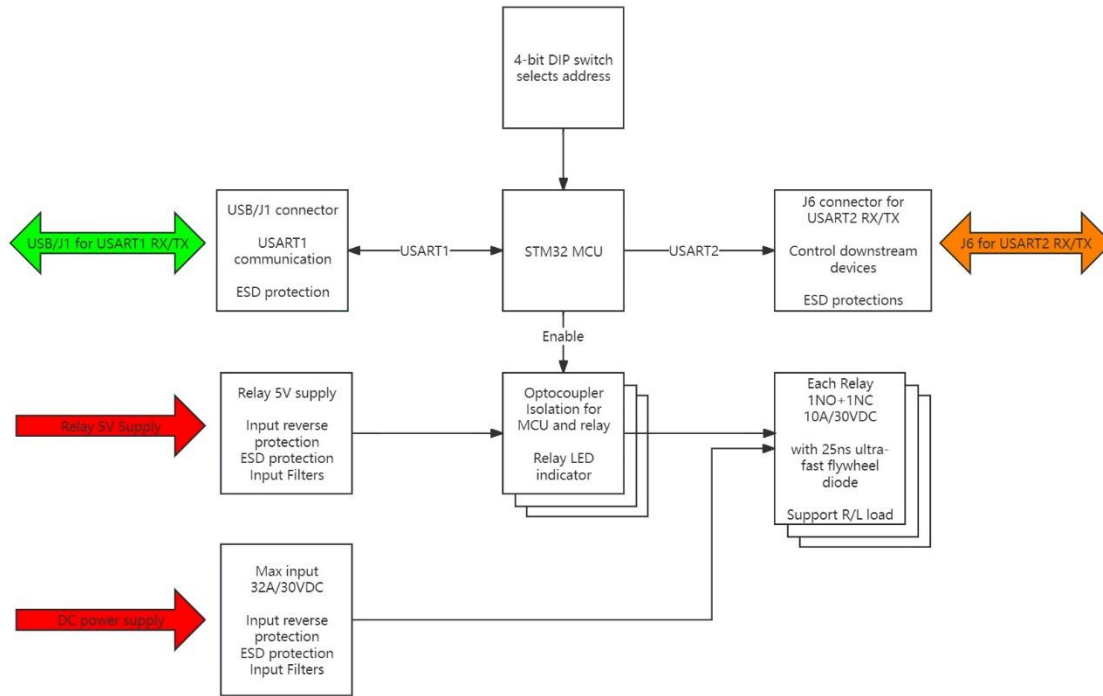 4-bit DIP switch
selects address
USB/J1 for USART1 RX/TX
USB/J1 connector
USART1
communication
ESD protection
USART1
STM32 MCU
USART2
J6 connector for
USART2 RX/TX
Control downstream
devices
ESD protections
J6 for USART2 RX/TX
Enable
Relay 5V Supply
Relay 5V supply
Input reverse
protection
ESD protection
Input Filters
Optocoupler
Isolation for
MCU and relay
Relay LED
indicator
Each Relay
1NO+1NC
10A/30VDC
with 25ns ultra-
fast flywheel
diode
Support R/L load
DC power supply
Max input
32A/30VDC
Input reverse
protection
ESD protection
Input Filters